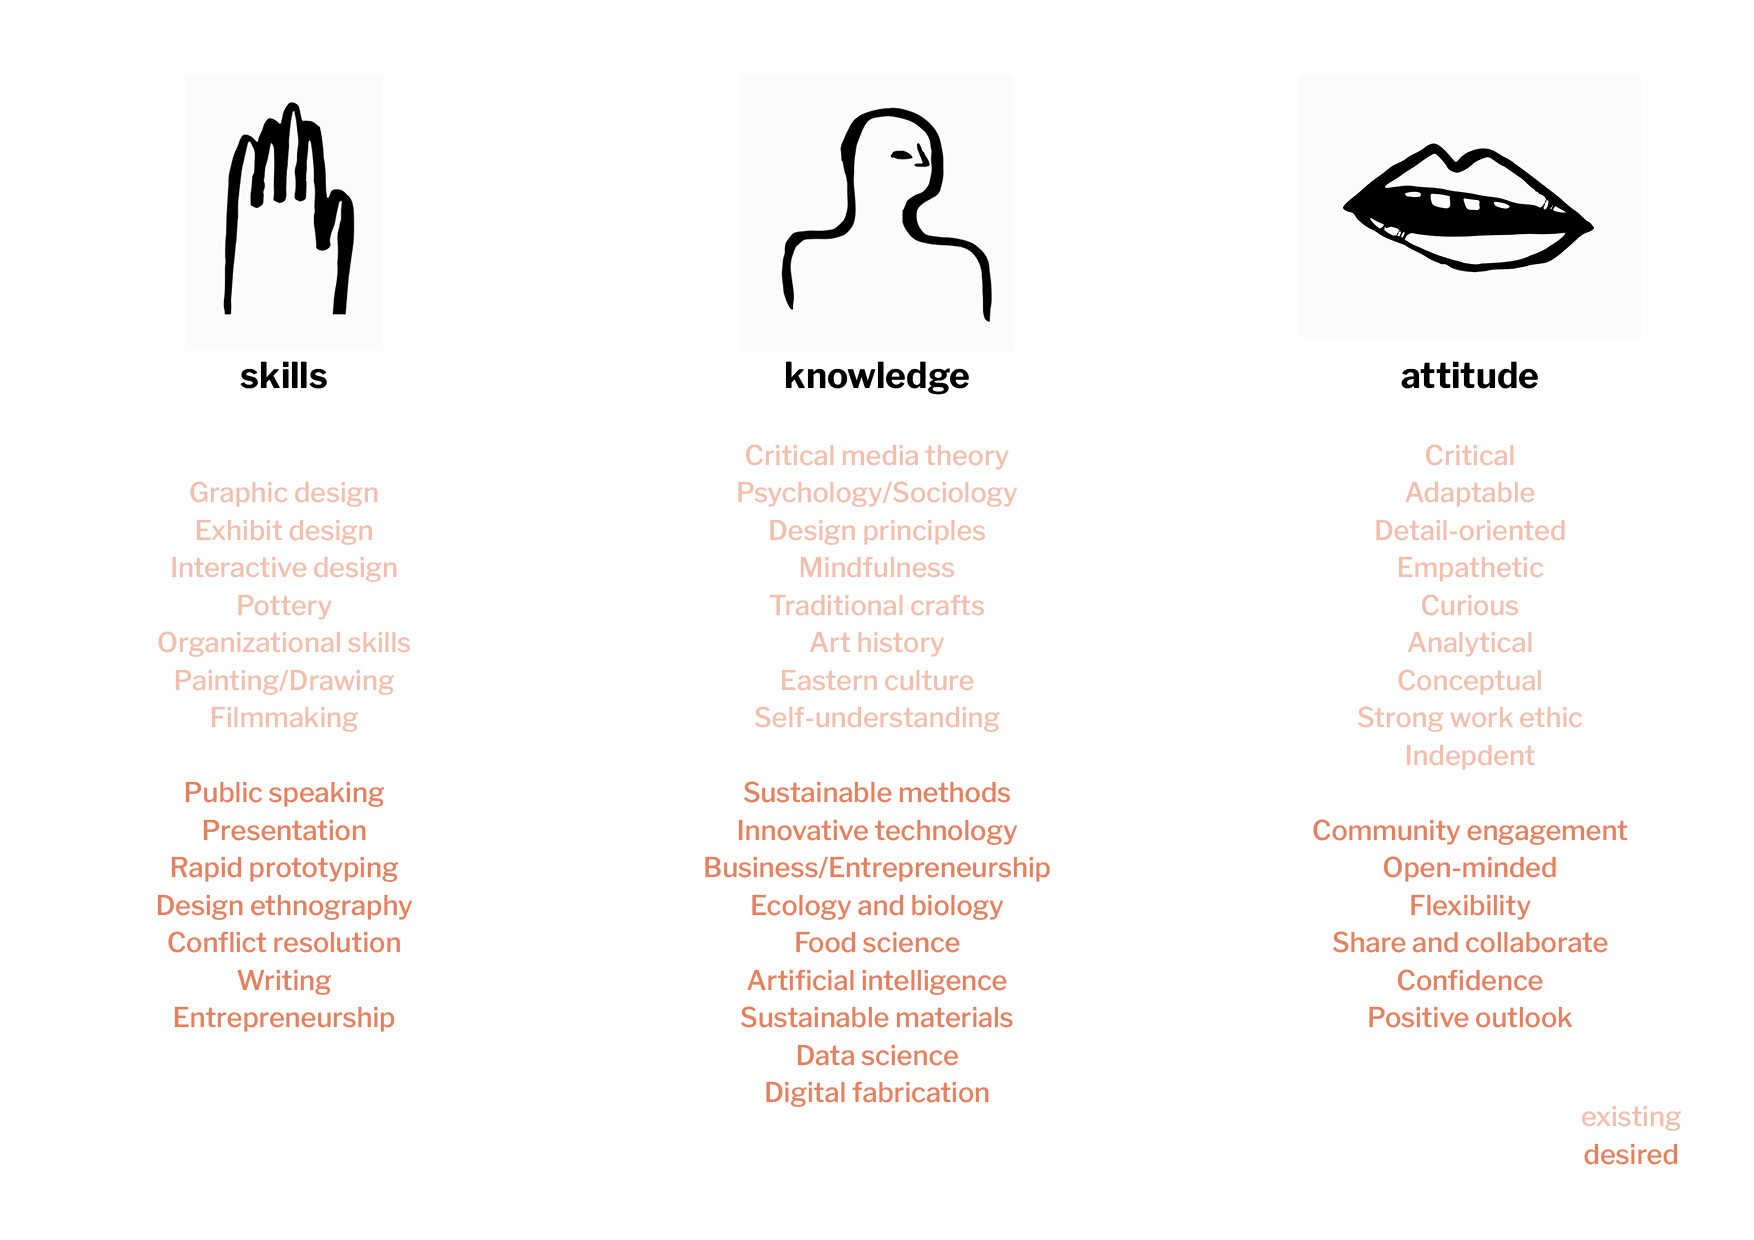 skills
Graphic design
Exhibit design
Interactive design
Pottery
Organizational skills
Painting/Drawing
Filmmaking
Public speaking
Presentation
Rapid prototyping
Design ethnography
Conflict resolution
Writing
Entrepreneurship
knowledge
Critical media theory
Psychology/Sociology
Design principles
Mindfulness
Traditional crafts
Art history
Eastern culture
Self-understanding
Sustainable methods
Innovative technology
Business/Entrepreneurship
Ecology and biology
Food science
Artificial intelligence
Sustainable materials
Data science
Digital fabrication
attitude
Critical
Adaptable
Detail-oriented
Empathetic
Curious
Analytical
Conceptual
Strong work ethic
Indepdent
Community engagement
Open-minded
Flexibility
Share and collaborate
Confidence
Positive outlook
existing
desired